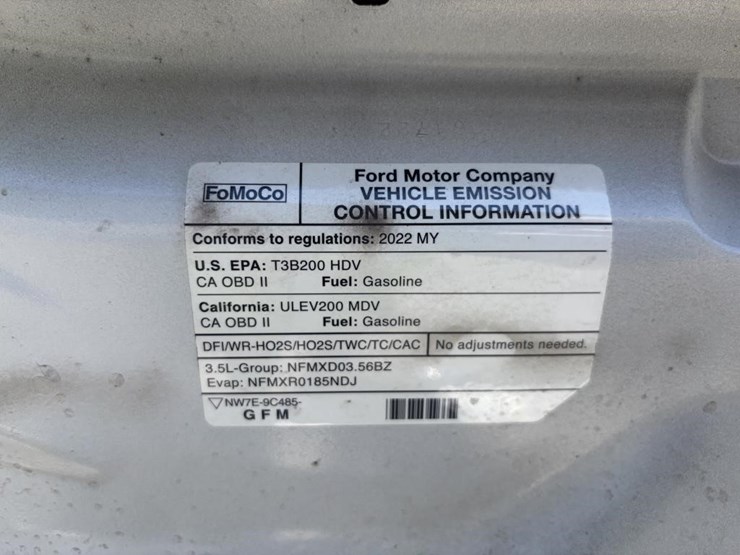 FoMoCo
Ford Motor Company
VEHICLE EMISSION
CONTROL INFORMATION
Conforms to regulations: 2022 MY
U.S. EPA: T3B200 HDV
CA OBD II Fuel: Gasoline
California: ULEV200 MDV
CA OBD II Fuel: Gasoline
DFI/WR-HO2S/HO2S/TWC/TC/CAC No adjustments needed.
3.5L-Group: NFMXD03.56BZ
Evap: NFMXR0185NDJ
NW7E-9C485-
GFM